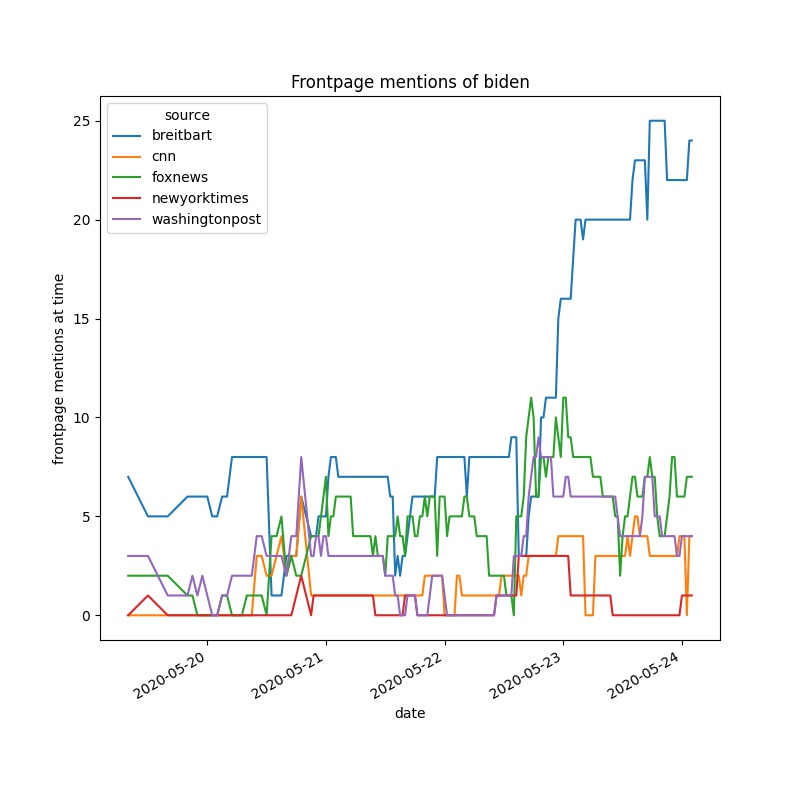 Frontpage mentions of biden
source
breitbart
cnn
foxnews
newyorktimes
washingtonpost
frontpage mentions at time
25
20
15
10
5
0
2020-05-20
2020-05-21
2020-05-22
2020-05-23
2020-05-24
date